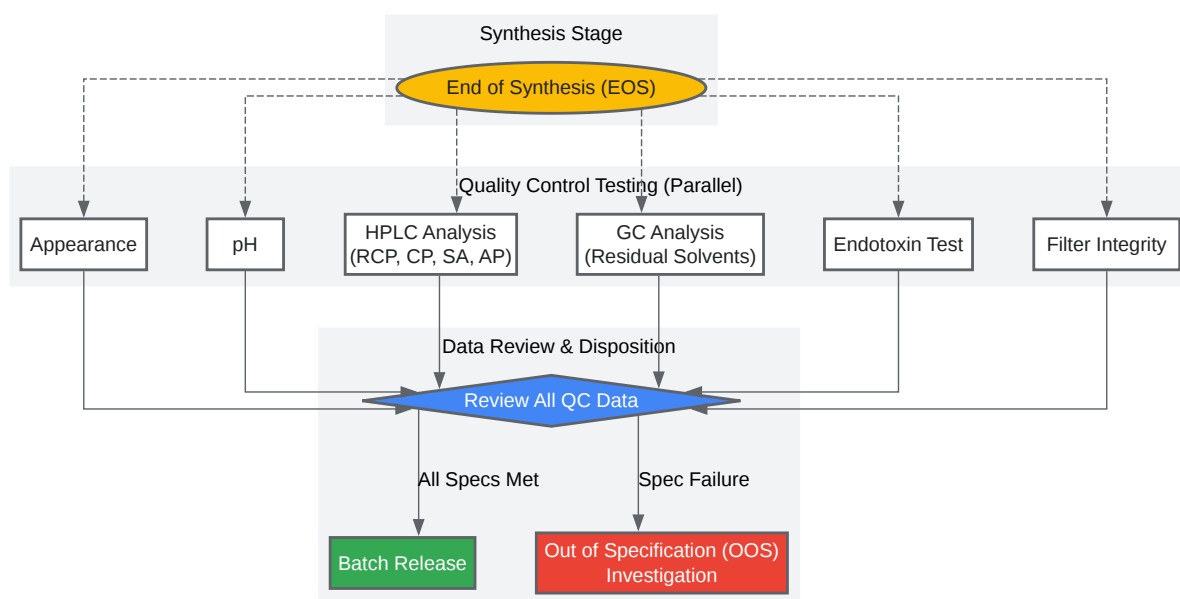 Synthesis Stage
End of Synthesis (EOS)
Quality Control Testing (Parallel)
Appearance
pH
HPLC Analysis
(RCP, CP, SA, AP)
GC Analysis
(Residual Solvents)
Endotoxin Test
Filter Integrity
Data Review & Disposition
Review All QC Data
All Specs Met
Spec Failure
Batch Release
Out of Specification (OOS)
Investigation